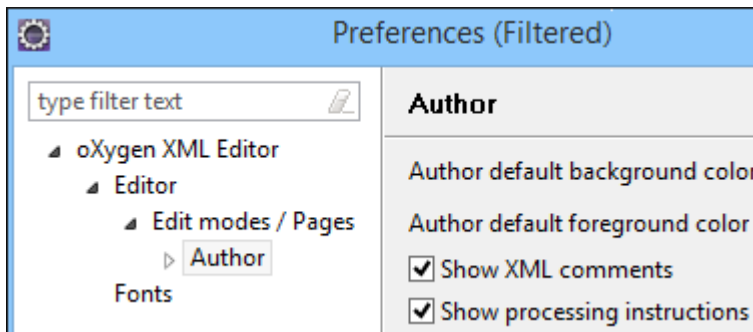 Preferences (Filtered)
type filter text
oXygen XML Editor
Editor
Edit modes / Pages
Author
Fonts
Author
Author default background color
Author default foreground color
Show XML comments
Show processing instructions